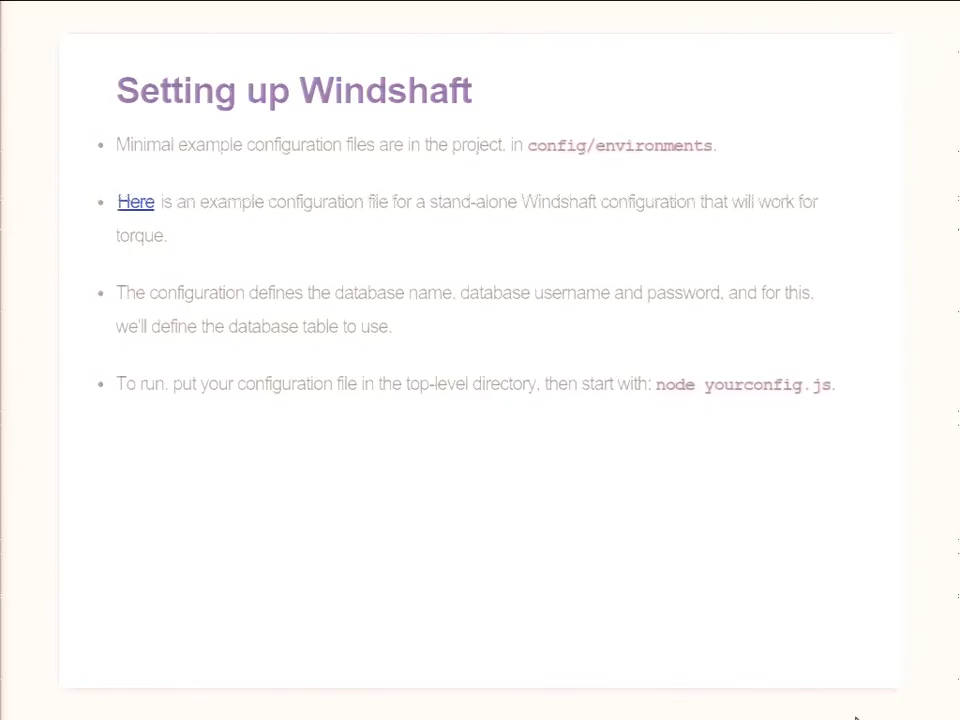 Setting up Windshaft
Minimal example configuration files are in the project, in config/environments.
Here is an example configuration file for a stand-alone Windshaft configuration that will work for
torque.
The configuration defines the database name, database username and password, and for this,
we'll define the database table to use.
To run, put your configuration file in the top-level directory, then start with: node yourconfig.js.